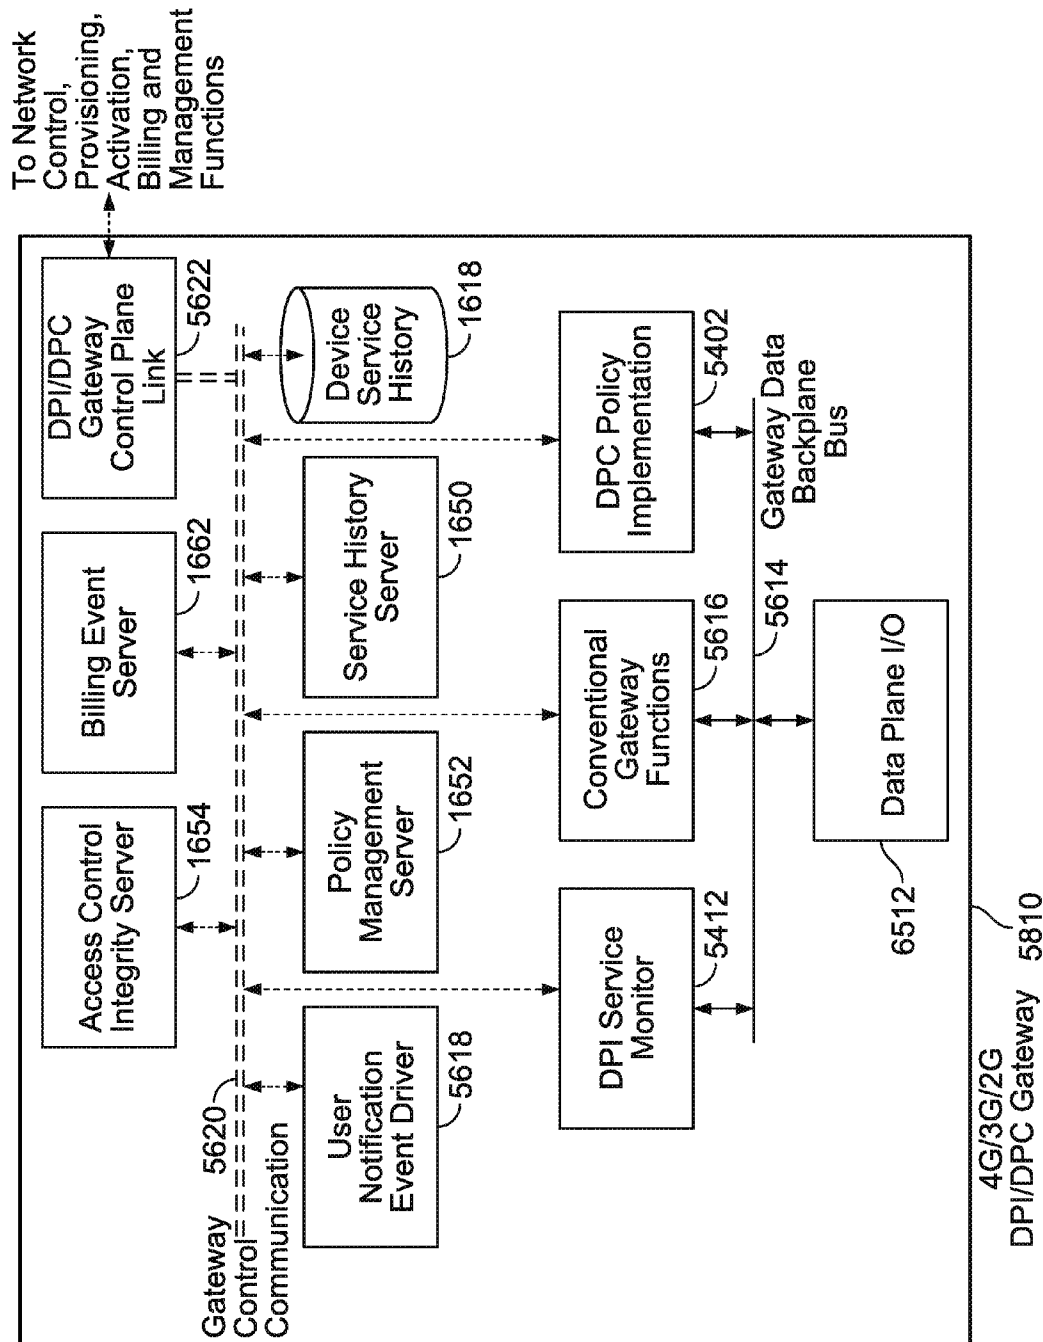 Access Control
Integrity Server
1654
Billing Event
Server
1662
DPI/DPC
Gateway
Control Plane
Link
5622
To Network
Control,
Provisioning,
Activation,
Billing and
Management
Functions
Gateway
Control
Communication
5620
User
Notification
Event Driver
5618
Policy
Management
Server
1652
Service History
Server
1650
Device
Service
History
1618
DPI Service
Monitor
5412
Conventional
Gateway
Functions
5616
DPC Policy
Implementation
5402
5614
Gateway Data
Backplane
Bus
Data Plane I/O
6512
4G/3G/2G
DPI/DPC Gateway
5810